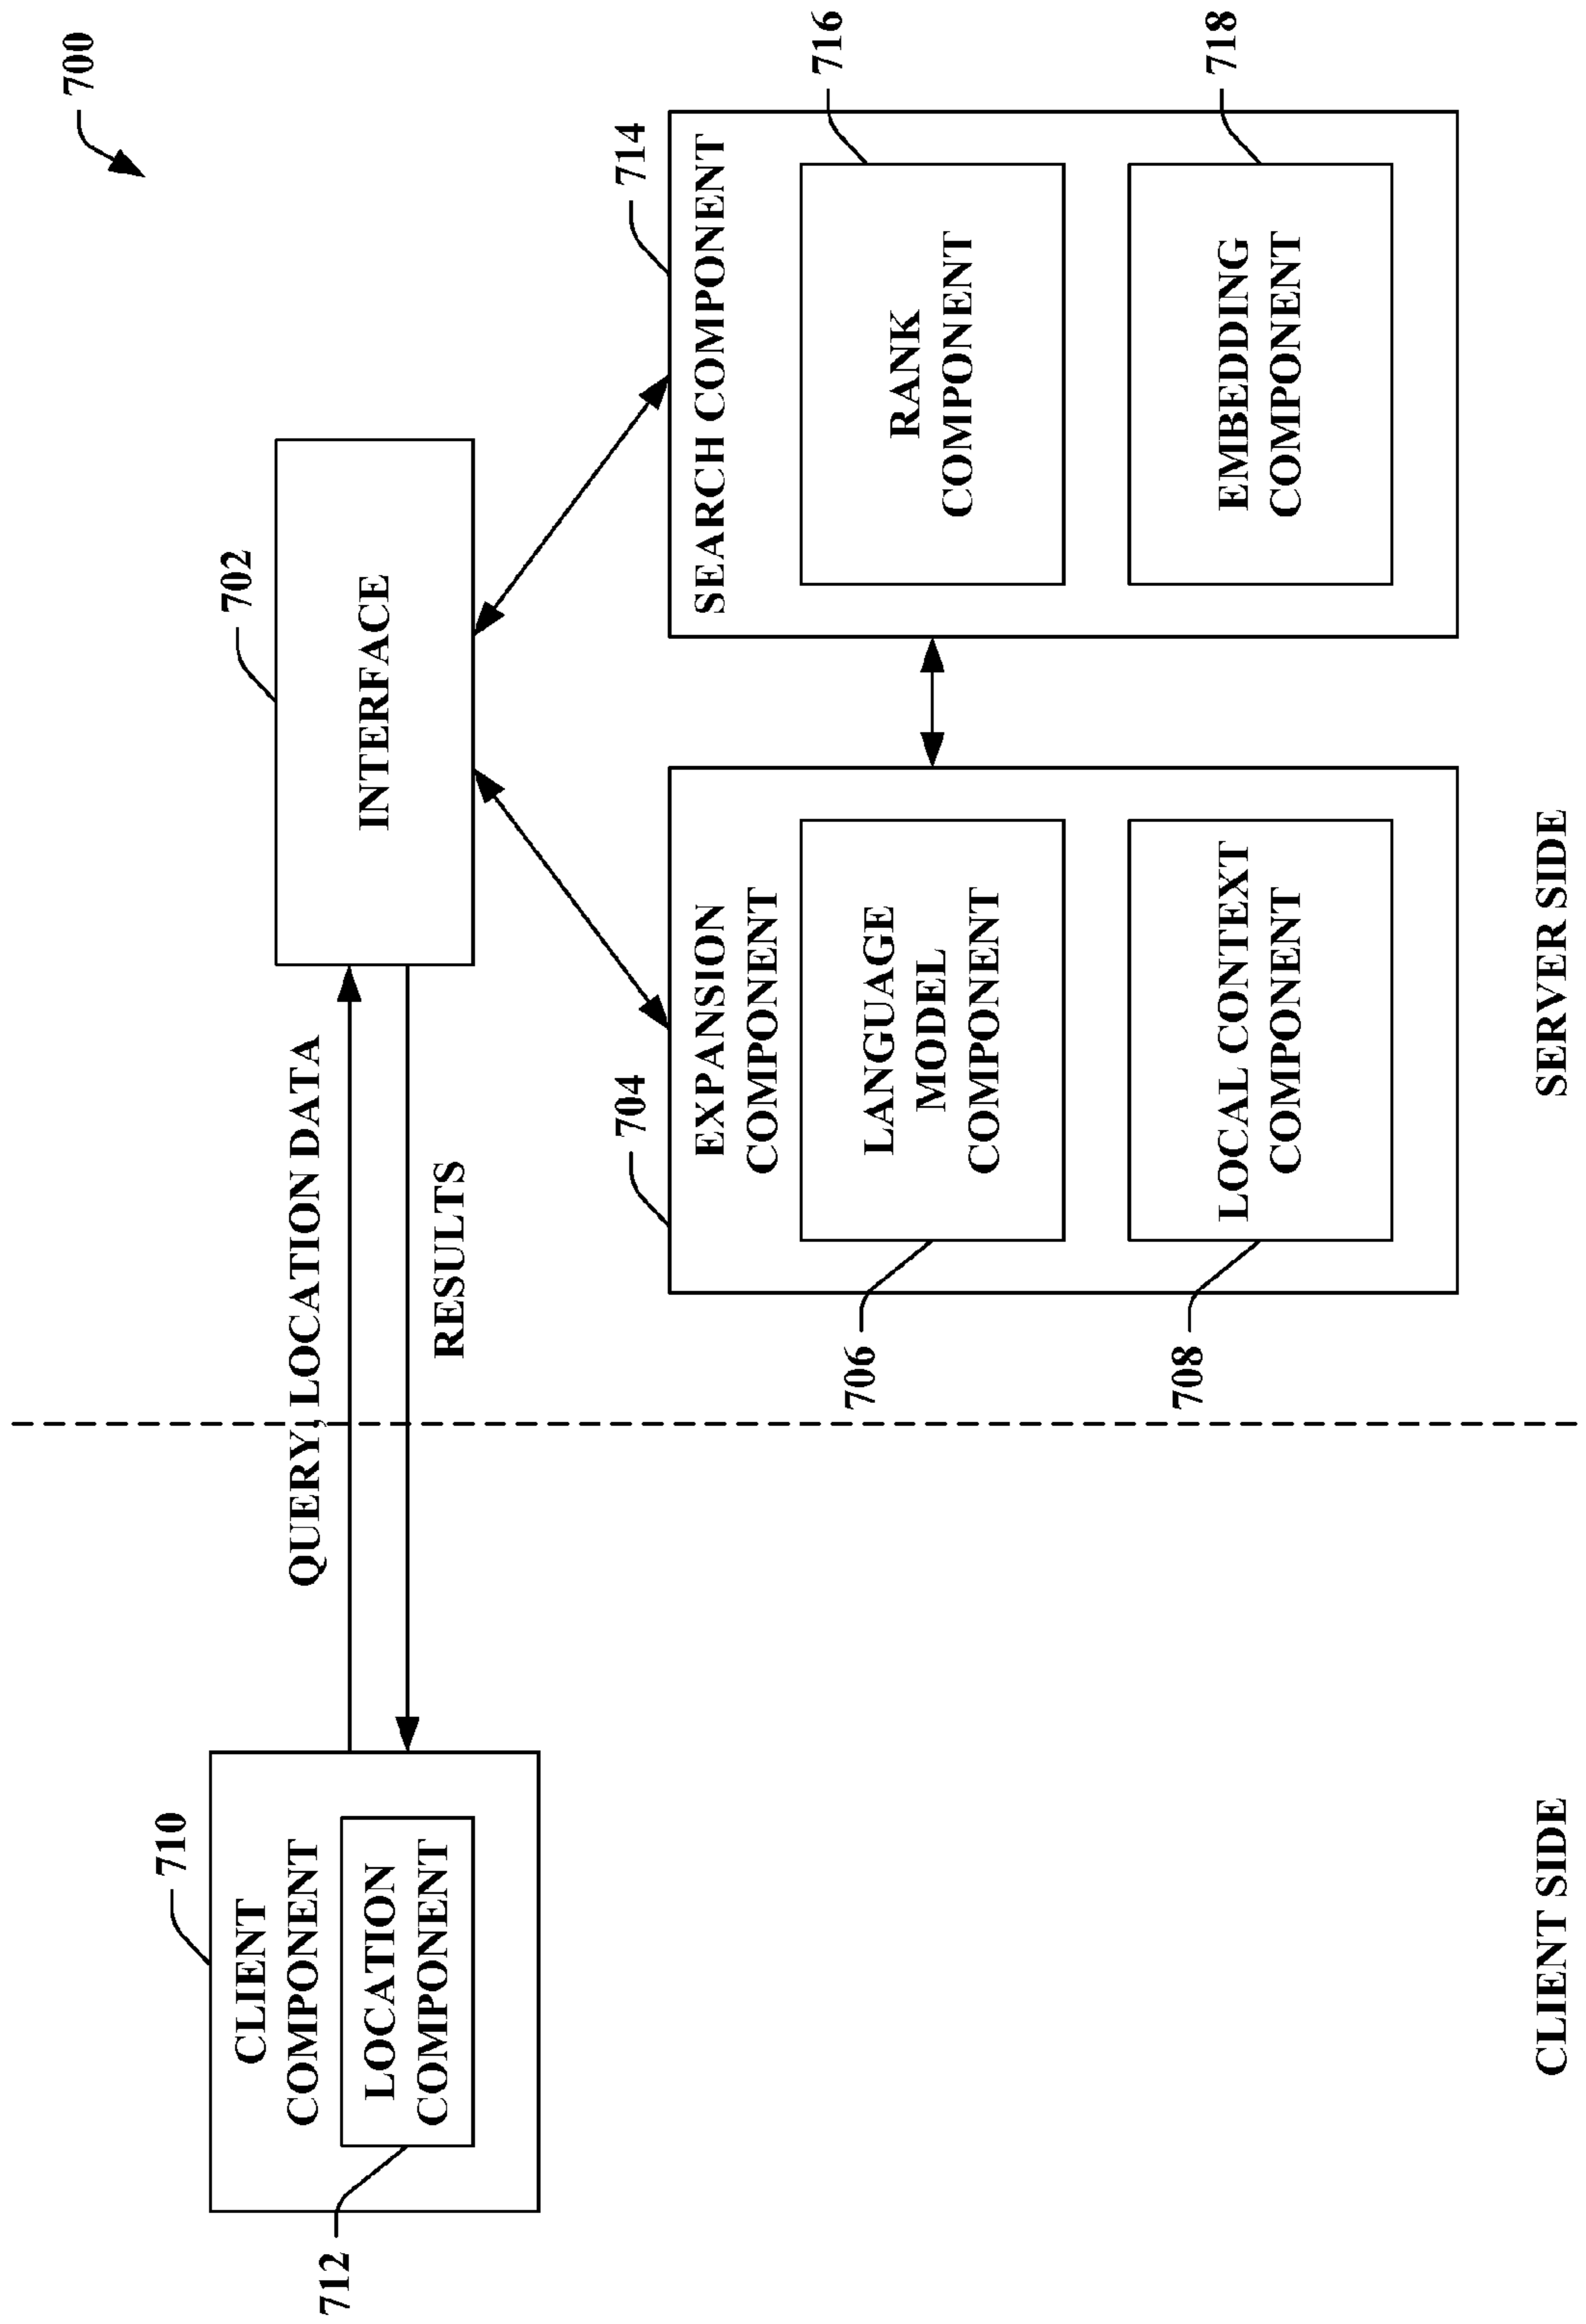 700
702
INTERFACE
QUERY, LOCATION DATA
RESULTS
710
CLIENT
COMPONENT
LOCATION
COMPONENT
712
704
EXPANSION
COMPONENT
LANGUAGE
MODEL
COMPONENT
706
LOCAL CONTEXT
COMPONENT
708
714
SEARCH COMPONENT
RANK
COMPONENT
716
EMBEDDING
COMPONENT
718
CLIENT SIDE
SERVER SIDE